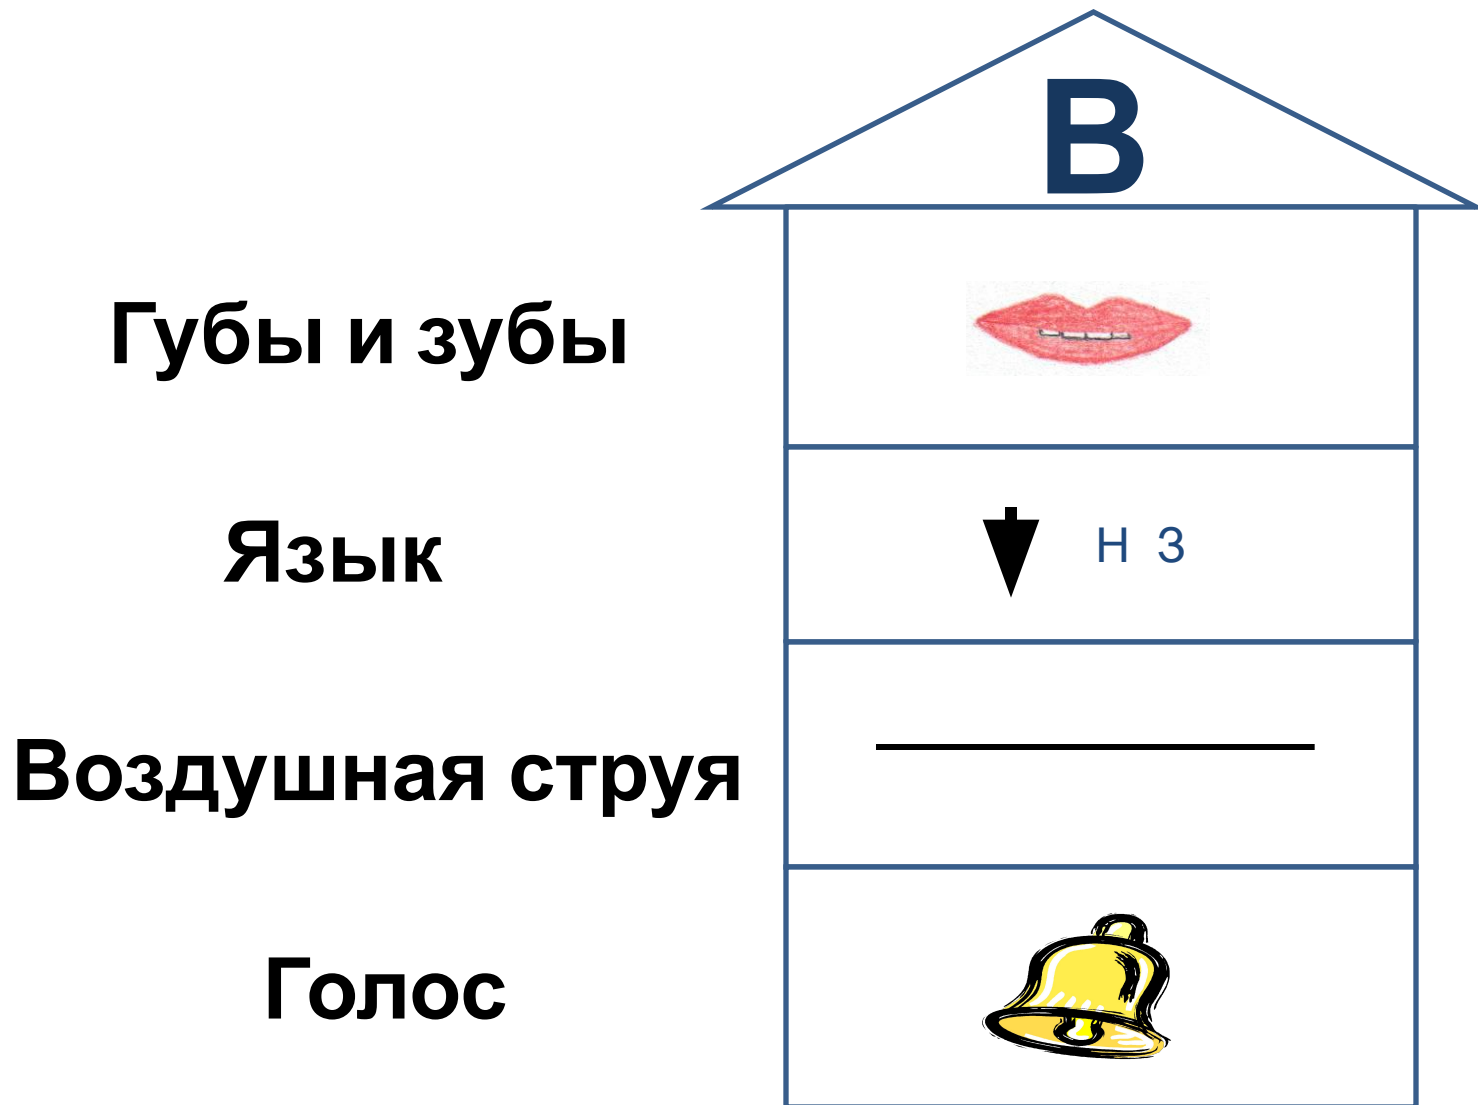 В
Губы и зубы
Язык
Н З
Воздушная струя
Голос